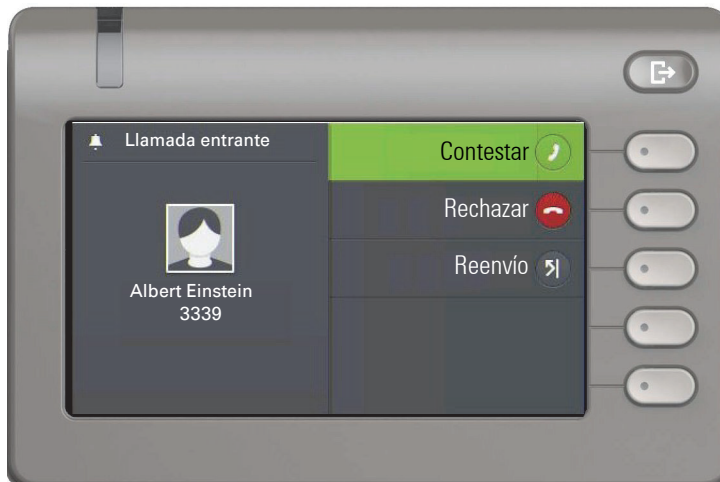 Llamada entrante
Albert Einstein
3339
Contestar
Rechazar
Reenvío